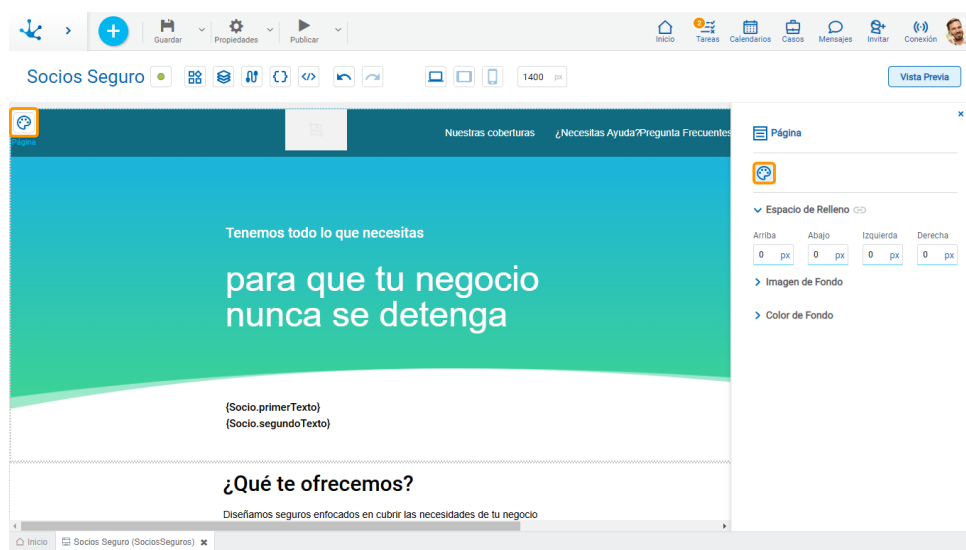 Guardar
Propiedades
Publicar
Inicio
2
Tareas
Calendarios
Casos
Mensajes
Invitar
Conexión
Socios Seguro
1400 px
Vista Previa
Página
Nuestras coberturas ¿Necesitas Ayuda?Pregunta Frecuentes
Tenemos todo lo que necesitas
para que tu negocio
nunca se detenga
{Socio.primerTexto}
{Socio.segundoTexto}
¿Qué te ofrecemos?
Diseñamos seguros enfocados en cubrir las necesidades de tu negocio
Página
Espacio de Relleno
Arriba Abajo Izquierda Derecha
0 px 0 px 0 px 0 px
Imagen de Fondo
Color de Fondo
Inicio Socios Seguro (SociosSeguros)